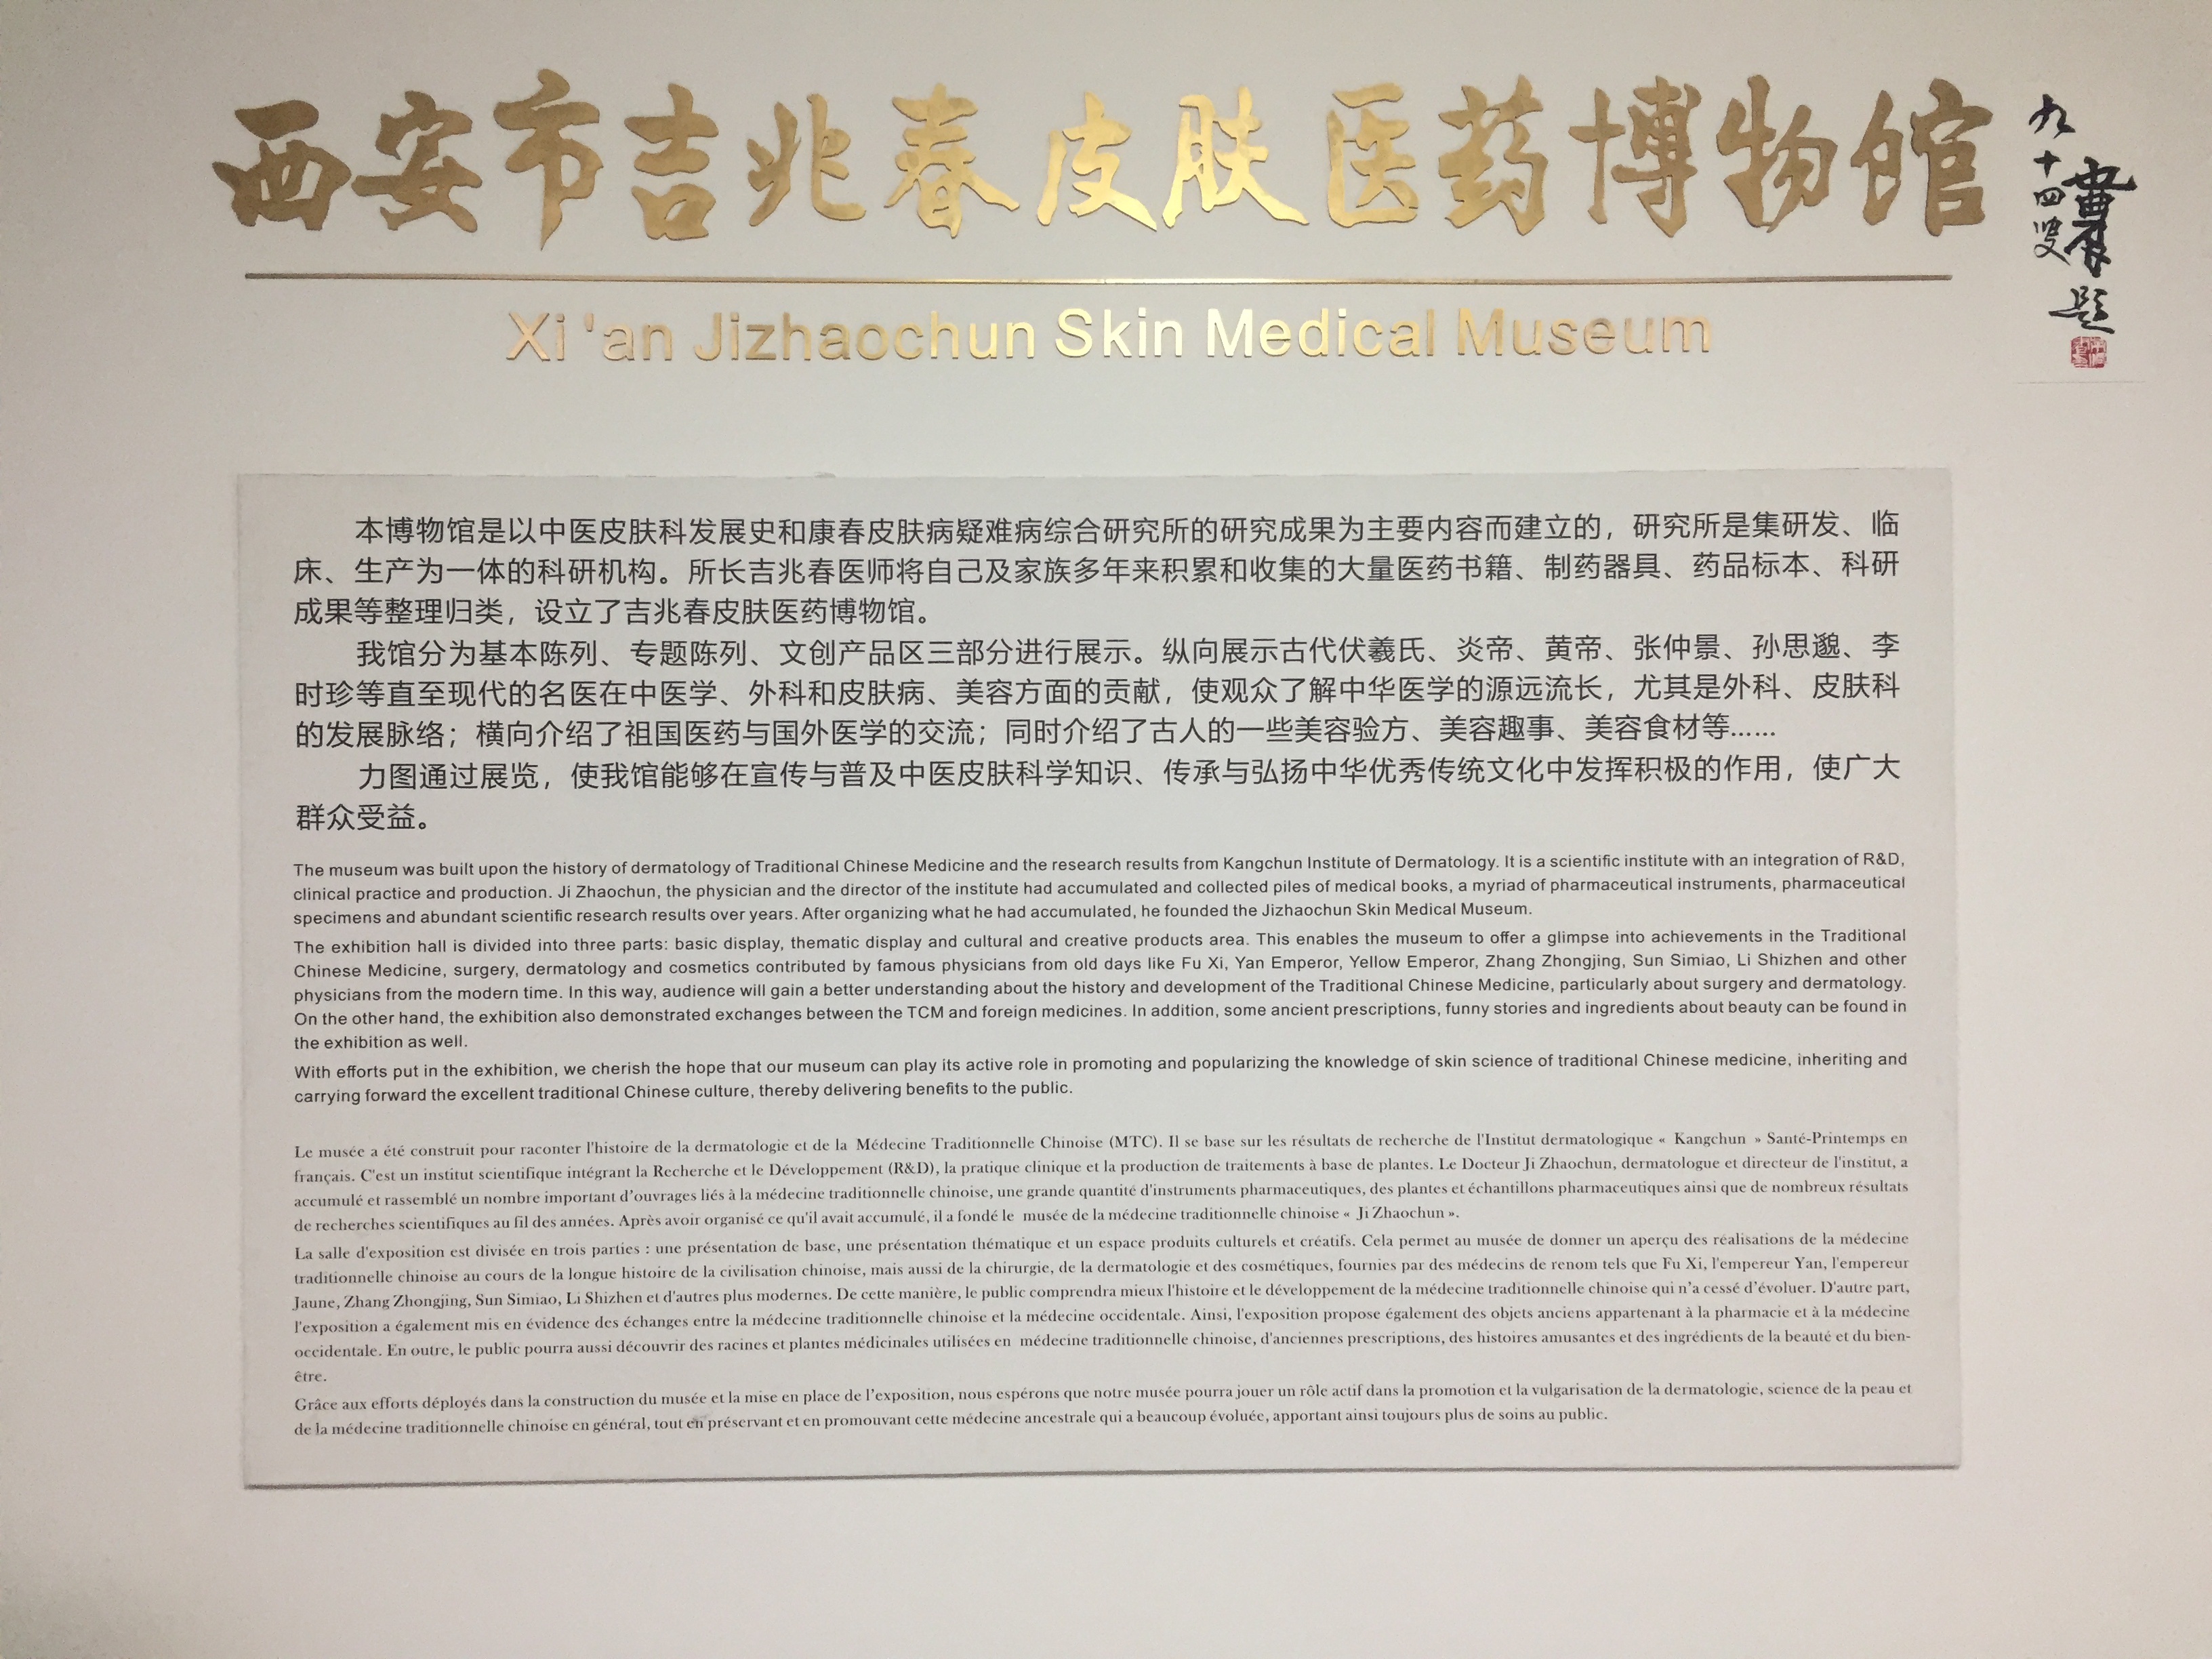 西安市吉兆春皮肤医药博物馆
九十四叟
题
Xi 'an Jizhaochun Skin Medical Museum
本博物馆是以中医皮肤科发展史和康春皮肤病疑难病综合研究所的研究成果为主要内容而建立的，研究所是集研发、临
床、生产为一体的科研机构。所长吉兆春医师将自己及家族多年来积累和收集的大量医药书籍、制药器具、药品标本、科研
成果等整理归类，设立了吉兆春皮肤医药博物馆。
我馆分为基本陈列、专题陈列、文创产品区三部分进行展示。纵向展示古代伏羲氏、炎帝、黄帝、张仲景、孙思邈、李
时珍等直至现代的名医在中医学、外科和皮肤病、美容方面的贡献，使观众了解中华医学的源远流长，尤其是外科、皮肤科
的发展脉络；横向介绍了祖国医药与国外医学的交流；同时介绍了古人的一些美容验方、美容趣事、美容食材等……
力图通过展览，使我馆能够在宣传与普及中医皮肤科学知识、传承与弘扬中华优秀传统文化中发挥积极的作用，使广大
群众受益。
The museum was built upon the history of dermatology of Traditional Chinese Medicine and the research results from Kangchun Institute of Dermatology. It is a scientific institute with an integration of R&D,
clinical practice and production. Ji Zhaochun, the physician and the director of the institute had accumulated and collected piles of medical books, a myriad of pharmaceutical instruments, pharmaceutical
specimens and abundant scientific research results over years. After organizing what he had accumulated, he founded the Jizhaochun Skin Medical Museum.
The exhibition hall is divided into three parts: basic display, thematic display and cultural and creative products area. This enables the museum to offer a glimpse into achievements in the Traditional
Chinese Medicine, surgery, dermatology and cosmetics contributed by famous physicians from old days like Fu Xi, Yan Emperor, Yellow Emperor, Zhang Zhongjing, Sun Simiao, Li Shizhen and other
physicians from the modern time. In this way, audience will gain a better understanding about the history and development of the Traditional Chinese Medicine, particularly about surgery and dermatology.
On the other hand, the exhibition also demonstrated exchanges between the TCM and foreign medicines. In addition, some ancient prescriptions, funny stories and ingredients about beauty can be found in
the exhibition as well.
With efforts put in the exhibition, we cherish the hope that our museum can play its active role in promoting and popularizing the knowledge of skin science of traditional Chinese medicine, inheriting and
carrying forward the excellent traditional Chinese culture, thereby delivering benefits to the public.
Le musée a été construit pour raconter l'histoire de la dermatologie et de la Médecine Traditionnelle Chinoise (MTC). Il se base sur les résultats de recherche de l'Institut dermatologique « Kangchun » Santé-Printemps en
français. C'est un institut scientifique intégrant la Recherche et le Développement (R&D), la pratique clinique et la production de traitements à base de plantes. Le Docteur Ji Zhaochun, dermatologue et directeur de l'institut, a
accumulé et rassemblé un nombre important d'ouvrages liés à la médecine traditionnelle chinoise, une grande quantité d'instruments pharmaceutiques, des plantes et échantillons pharmaceutiques ainsi que de nombreux résultats
de recherches scientifiques au fil des années. Après avoir organisé ce qu'il avait accumulé, il a fondé le musée de la médecine traditionnelle chinoise « Ji Zhaochun ».
La salle d'exposition est divisée en trois parties : une présentation de base, une présentation thématique et un espace produits culturels et créatifs. Cela permet au musée de donner un aperçu des réalisations de la médecine
traditionnelle chinoise au cours de la longue histoire de la civilisation chinoise, mais aussi de la chirurgie, de la dermatologie et des cosmétiques, fournies par des médecins de renom tels que Fu Xi, l'empereur Yan, l'empereur
Jaune, Zhang Zhongjing, Sun Simiao, Li Shizhen et d'autres plus modernes. De cette manière, le public comprendra mieux l'histoire et le développement de la médecine traditionnelle chinoise qui n'a cessé d'évoluer. D'autre part,
l'exposition a également mis en évidence des échanges entre la médecine traditionnelle chinoise et la médecine occidentale. Ainsi, l'exposition propose également des objets anciens appartenant à la pharmacie et à la médecine
occidentale. En outre, le public pourra aussi découvrir des racines et plantes médicinales utilisées en médecine traditionnelle chinoise, d'anciennes prescriptions, des histoires amusantes et des ingrédients de la beauté et du bien-
être.
Grâce aux efforts déployés dans la construction du musée et la mise en place de l'exposition, nous espérons que notre musée pourra jouer un rôle actif dans la promotion et la vulgarisation de la dermatologie, science de la peau et
de la médecine traditionnelle chinoise en général, tout en préservant et en promouvant cette médecine ancestrale qui a beaucoup évoluée, apportant ainsi toujours plus de soins au public.